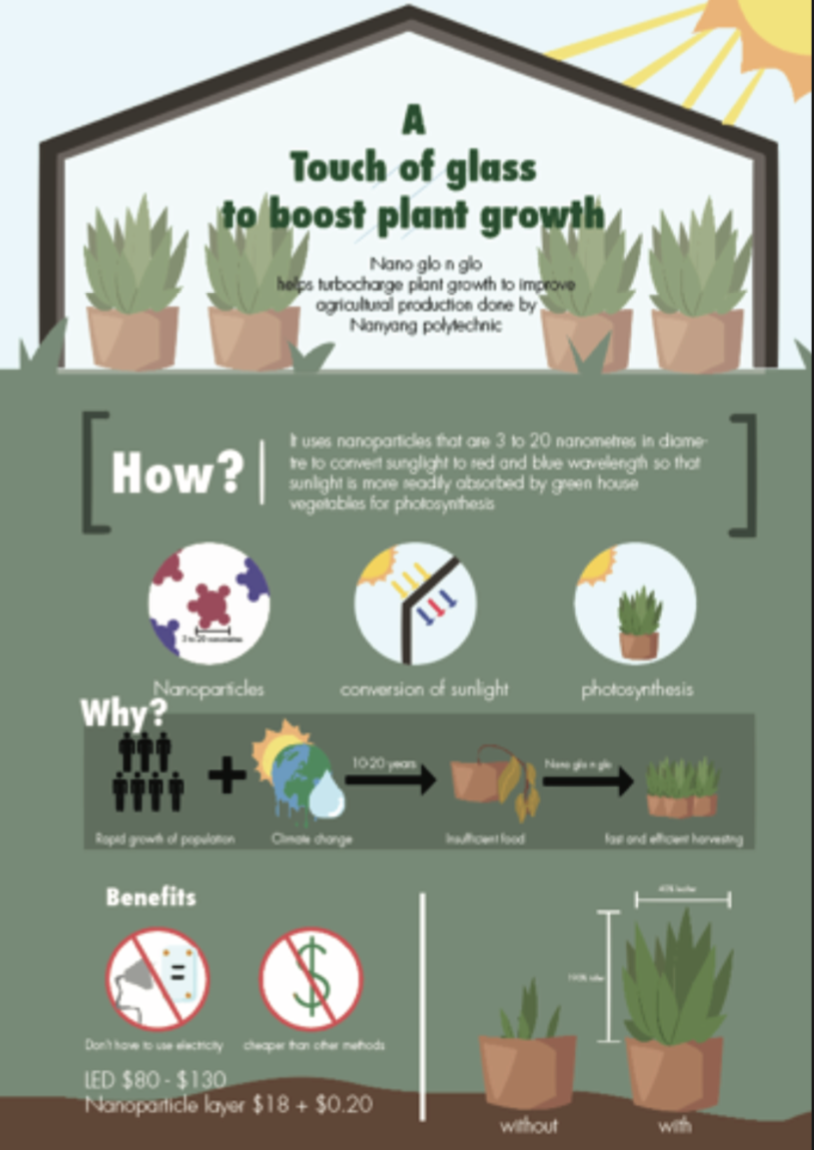 A
Touch of glass
to boost plant growth
Nano glo n glo
helps turbocharge plant growth to improve
agricultural production done by
Nanyang polytechnic
How?
It uses nanoparticles that are 3 to 20 nanometres in diame-
tre to convert sunglight to red and blue wavelength so that
sunlight is more readily absorbed by green house
vegetables for photosynthesis
3 to 20 nanometres
Nanoparticles
conversion of sunlight
photosynthesis
Why?
10-20 years
Nano glo n glo
Rapid growth of population
Climate change
Insufficient food
fast and efficient harvesting
Benefits
Don't have to use electricity
cheaper than other methods
LED $80 - $130
Nanoparticle layer $18 + $0.20
without
with